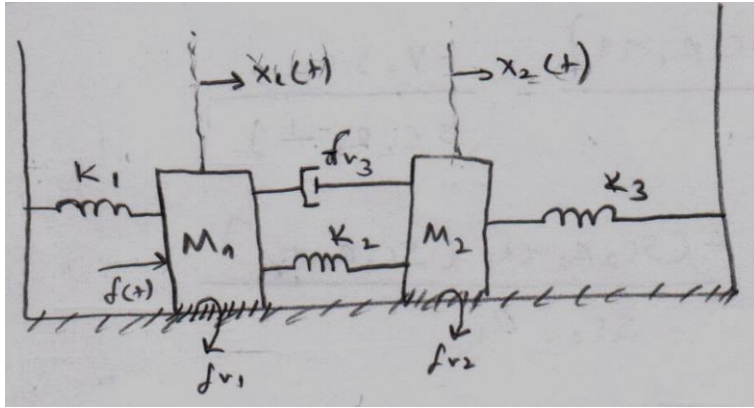 x₁(t)
x₂(t)
K₁
fv₃
K₃
M₁
K₂
M₂
f(t)
fv₁
fv₂